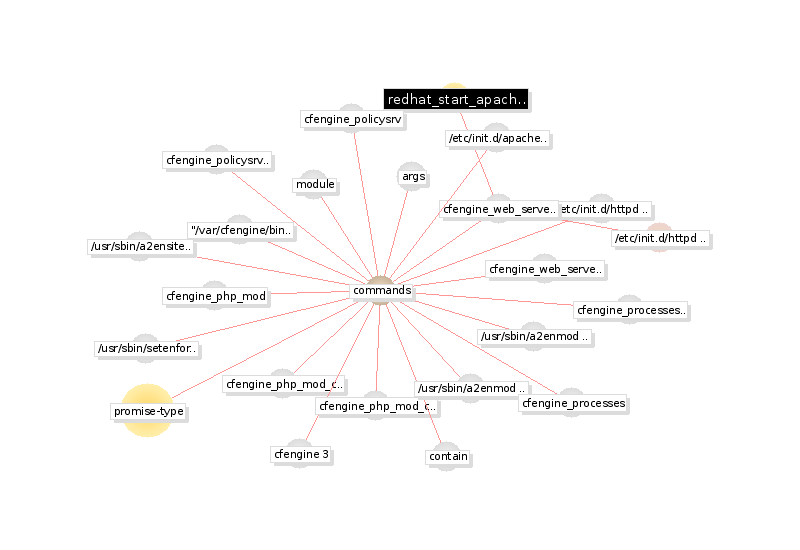 redhat_start_apach..
cfengine_policysrv
/etc/init.d/apache..
cfengine_policysrv..
module
args
cfengine_web_serve..
etc/init.d/httpd ..
"/var/cfengine/bin..
/etc/init.d/httpd ..
/usr/sbin/a2ensite..
cfengine_web_serve..
commands
cfengine_php_mod
cfengine_processes..
/usr/sbin/a2enmod ..
/usr/sbin/setenfor..
cfengine_php_mod_c..
/usr/sbin/a2enmod ..
cfengine_processes
cfengine_php_mod_c..
promise-type
cfengine 3
contain